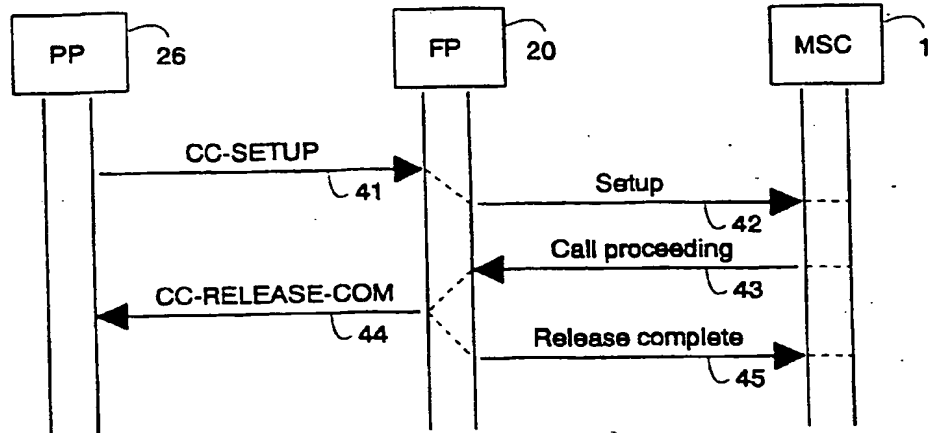 PP 26 FP 20 MSC 1
CC-SETUP
41
Setup
42
Call proceeding
43
CC-RELEASE-COM
44
Release complete
45